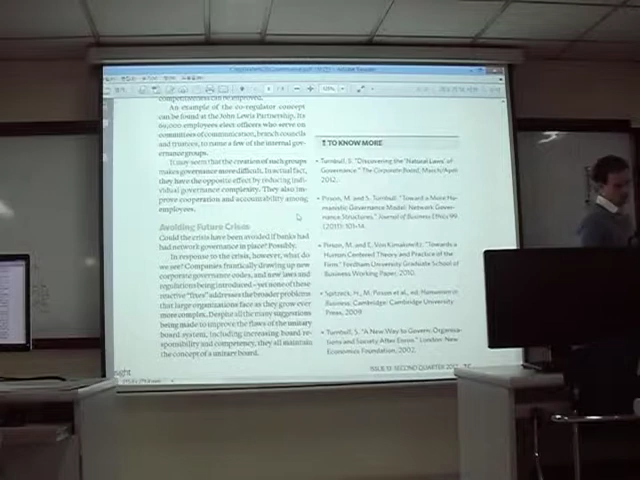 An example of the co-regulator concept
can be found at the John Lewis Partnership. Its
employees elect officers who serve on
committees of communication, branch councils
and trustees, to name a few of the internal gov-
ernance groups.
It may seem that the creation of such groups
makes governance more difficult. In actual fact,
they have the opposite effect by reducing indi-
vidual governance complexity. They also im-
prove cooperation and accountability among
employees.
Avoiding Future Crises
Could the crisis have been avoided if banks had
had network governance in place? Possibly.
In response to the crisis, however, what do
we see? Companies frantically drawing up new
corporate governance codes, and new laws and
regulations being introduced—yet none of these
reactive "fixes" addresses the broader problems
that large organizations face as they grow ever
more complex. Despite all the many suggestions
being made to improve the flaws of the unitary
board system, including increasing board re-
sponsibility and competency, they all maintain
the concept of a unitary board.
TO KNOW MORE
Turnbull, S. "Discovering the 'Natural Laws' of
Governance." The Corporate Board, March/April
2012.
Pirson, M. and S. Turnbull. "Toward a More Hu-
manistic Governance Model: Network Gover-
nance Structures." Journal of Business Ethics 99
(2011): 101-14.
Pirson, M. and E. Von Kimakowitz. "Towards a
Human Centered Theory and Practice of the
Firm." Fordham University Graduate School of
Business Working Paper, 2010.
Spitzeck, H., M. Pirson et al., ed. Humanism in
Business. Cambridge: Cambridge University
Press, 2009.
Turnbull, S. "A New Way to Govern: Organisa-
tions and Society After Enron." London: New
Economics Foundation, 2002.
ISSUE 13 SECOND QUARTER 2012